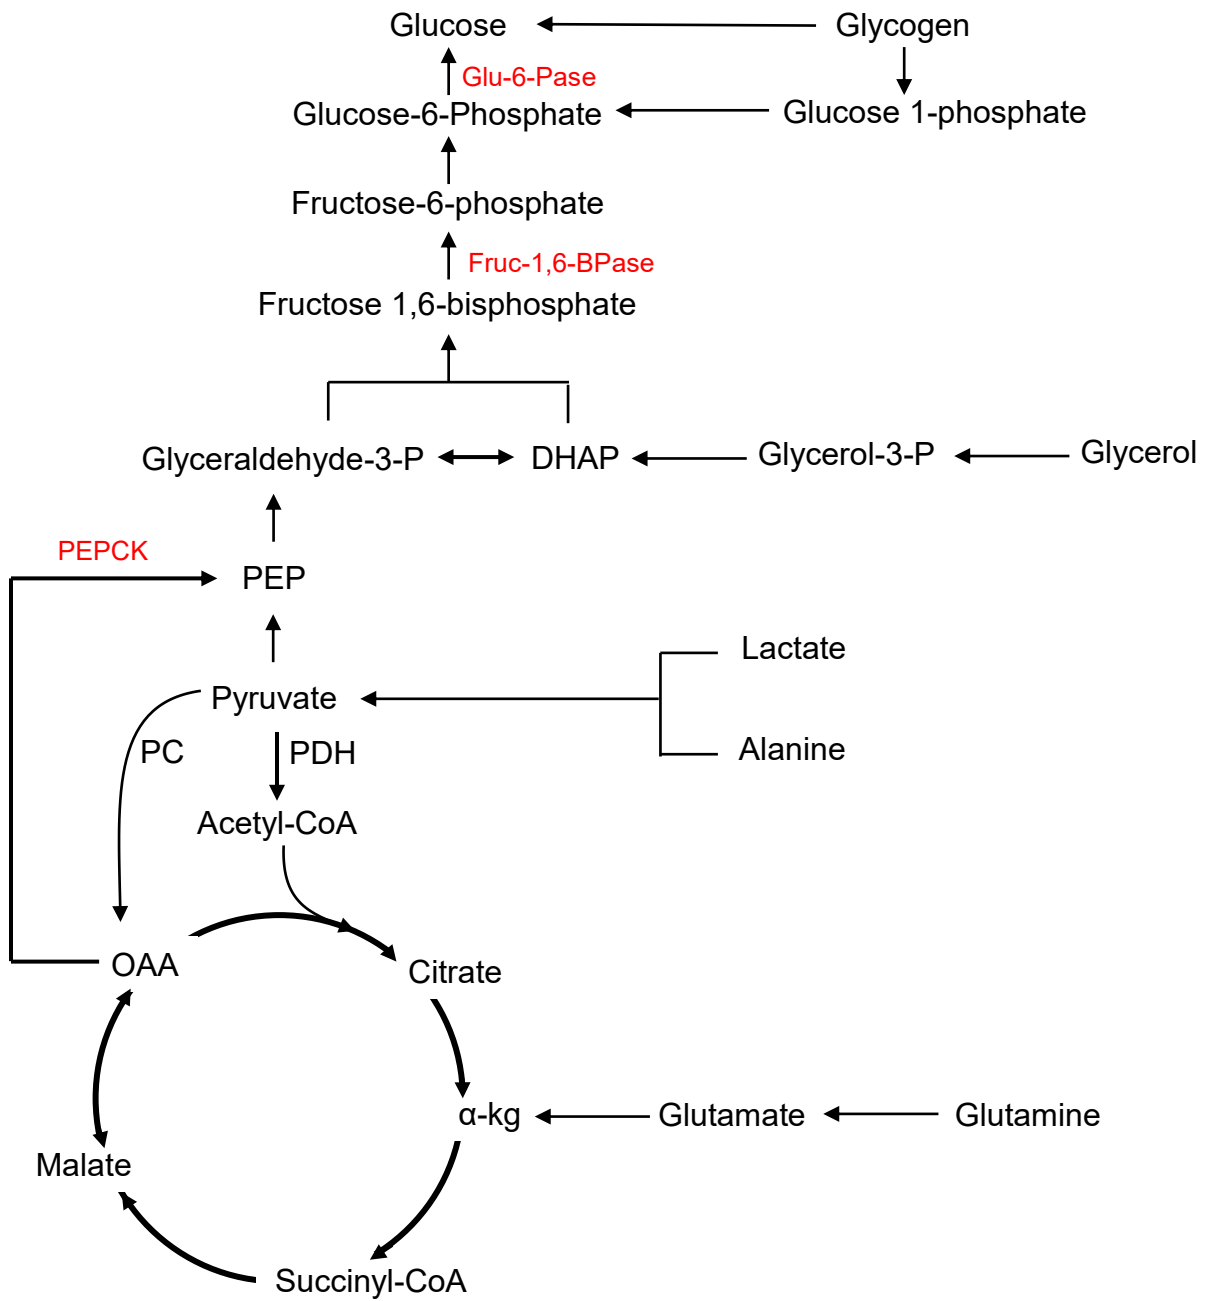 Glucose
Glycogen
Glu-6-Pase
Glucose-6-Phosphate
Glucose 1-phosphate
Fructose-6-phosphate
Fruc-1,6-BPase
Fructose 1,6-bisphosphate
Glyceraldehyde-3-P
DHAP
Glycerol-3-P
Glycerol
PEPCK
PEP
Lactate
Pyruvate
Alanine
PC
PDH
Acetyl-CoA
OAA
Citrate
α-kg
Glutamate
Glutamine
Malate
Succinyl-CoA